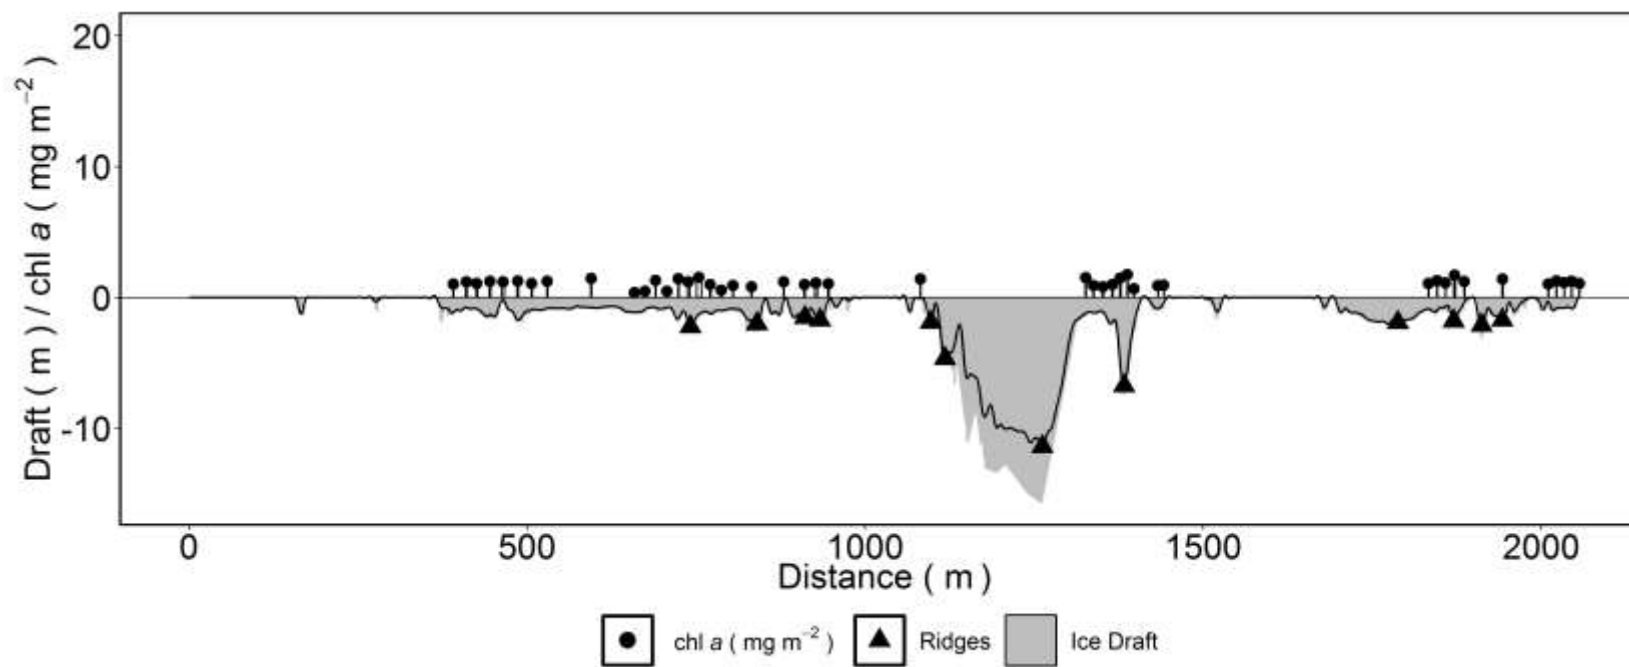 Draft ( m ) / chl a ( mg m⁻² )
20
10
0
-10
0 500 1000 1500 2000
Distance ( m )
chl a ( mg m⁻² ) Ridges Ice Draft